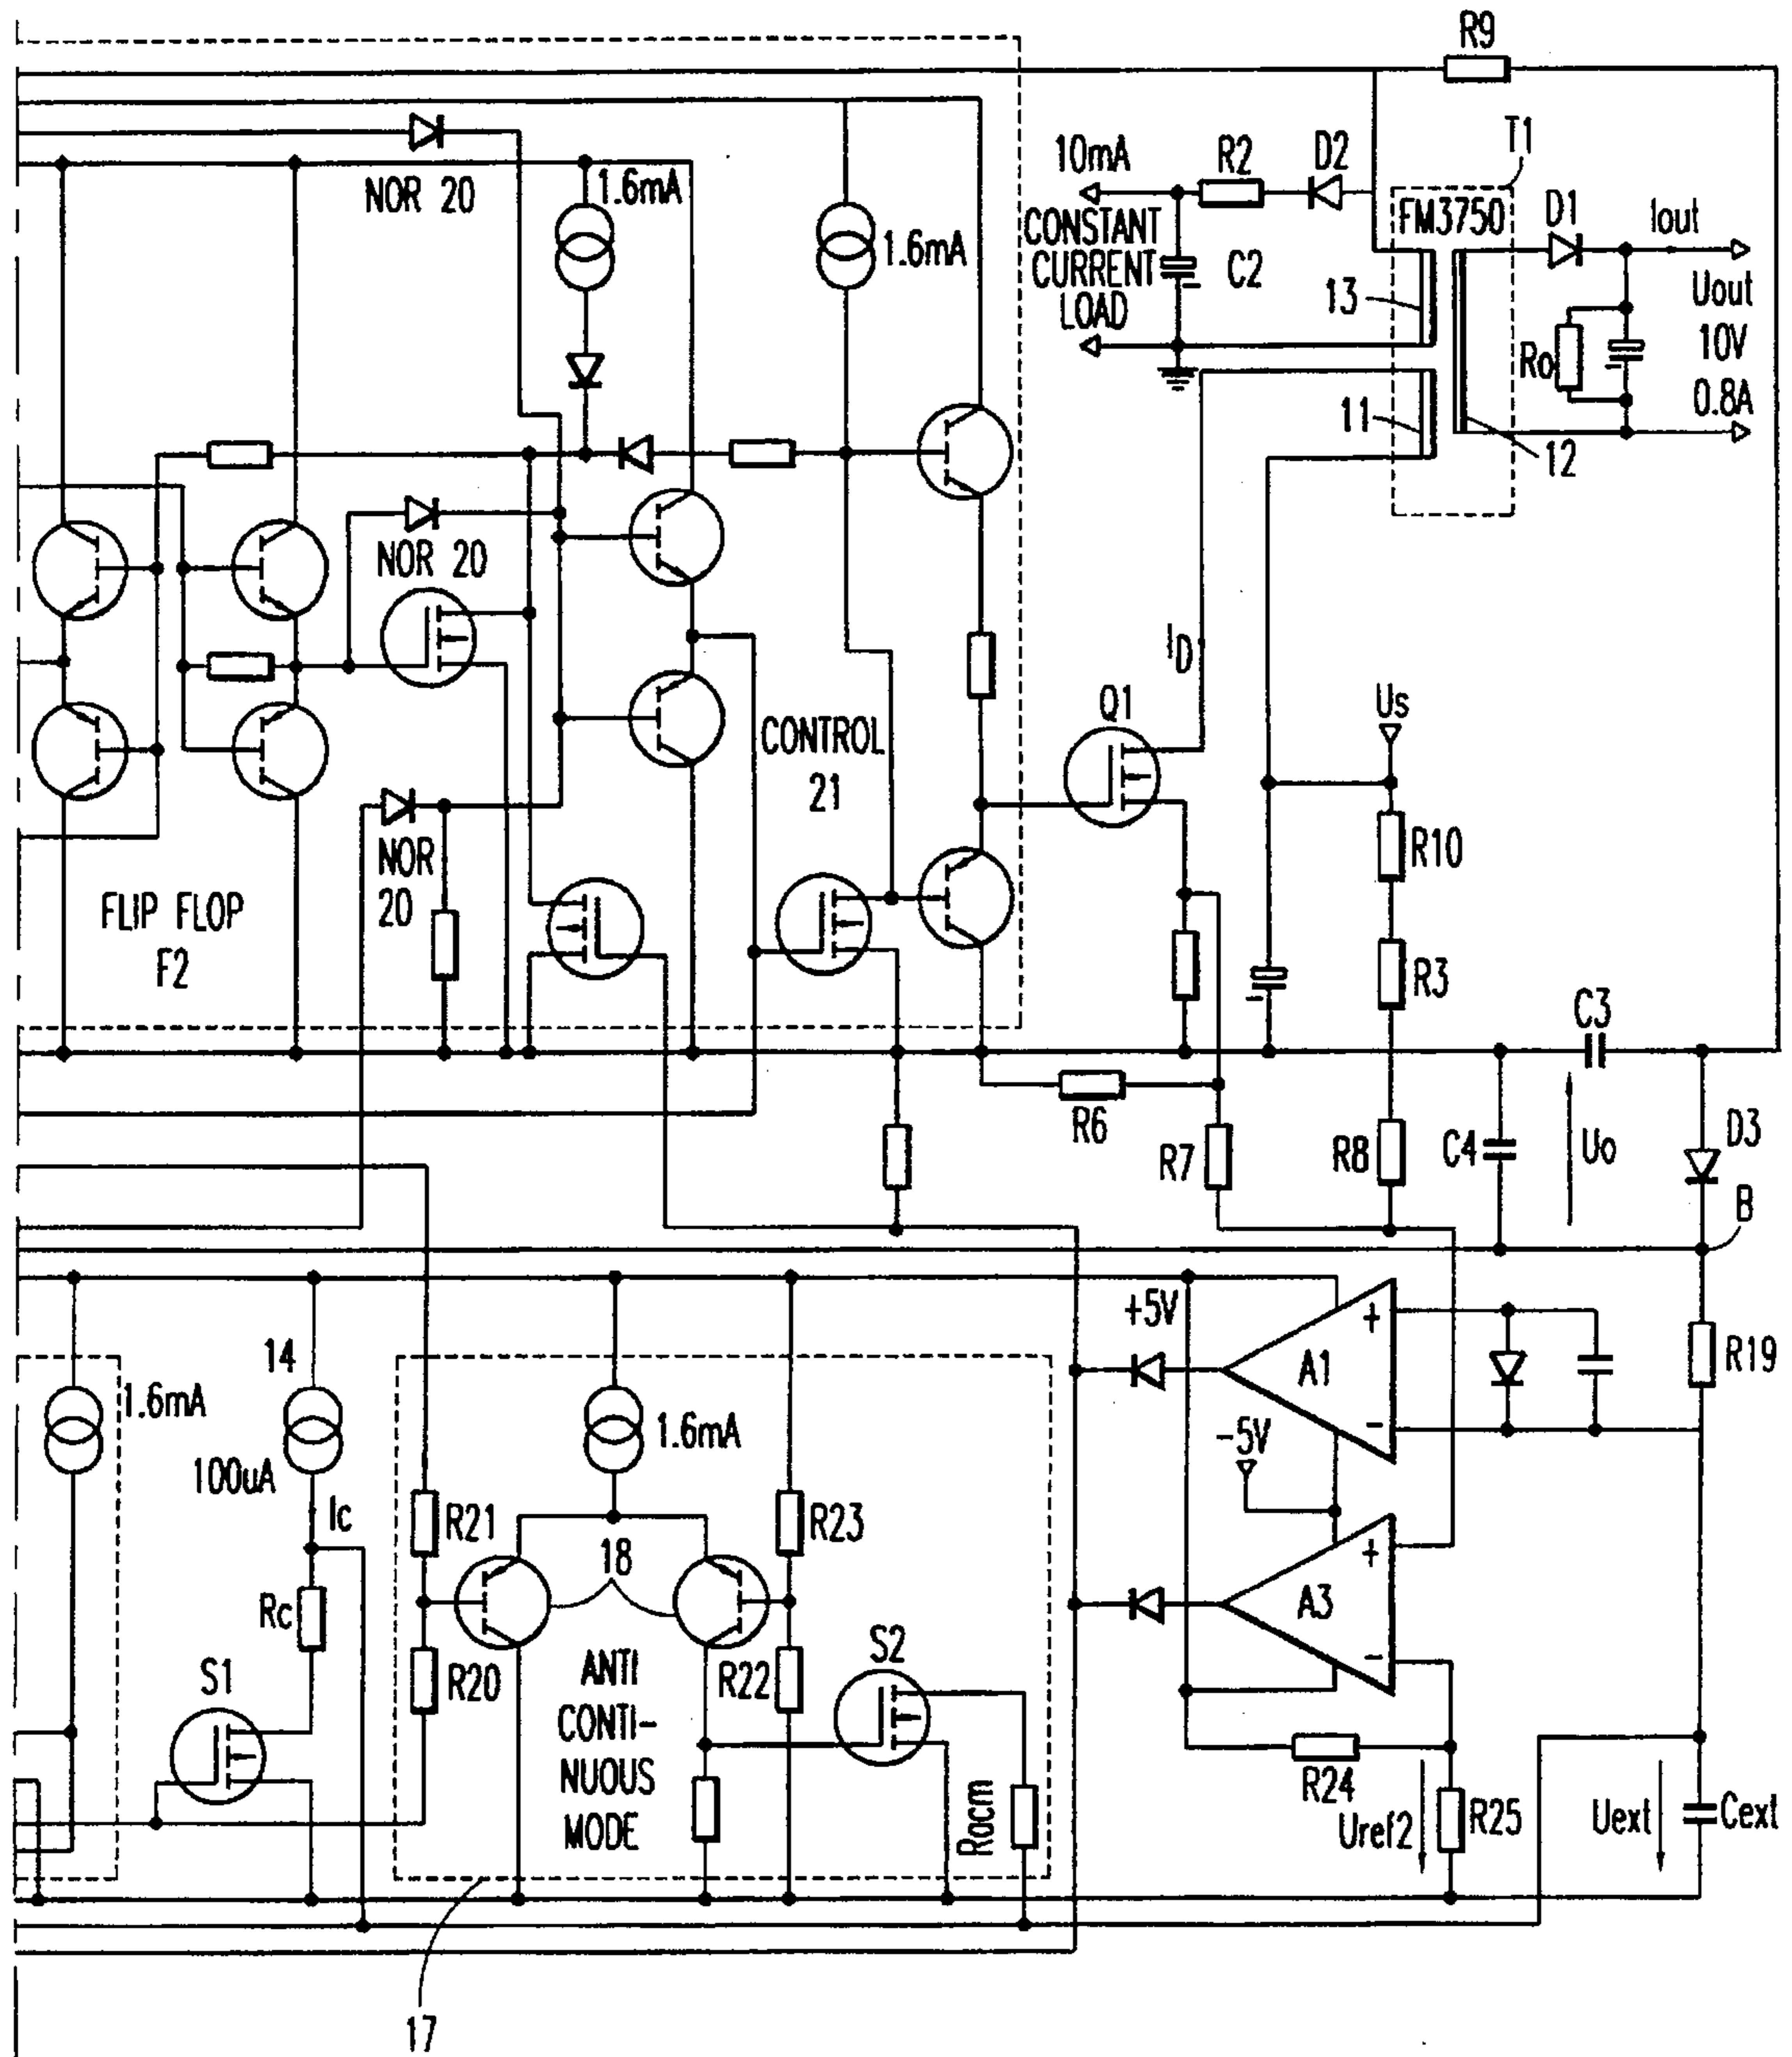 R9
T1
10mA
R2
D2
NOR 20
1.6mA
FM3750
D1
Iout
CONSTANT
CURRENT
LOAD
C2
1.6mA
13
Uout
10V
0.8A
Ro
11
12
NOR 20
ID
Q1
Us
CONTROL
21
R10
NOR
20
FLIP FLOP
F2
R3
C3
R6
R7
R8
C4
Uo
D3
B
+5V
A1
+
-
R19
14
1.6mA
1.6mA
-5V
100uA
Ic
R21
R23
18
A3
+
-
Rc
S1
R20
ANTI
CONTI-
NUOUS
MODE
R22
S2
Racm
R24
Uref2
R25
Uext
Cext
17